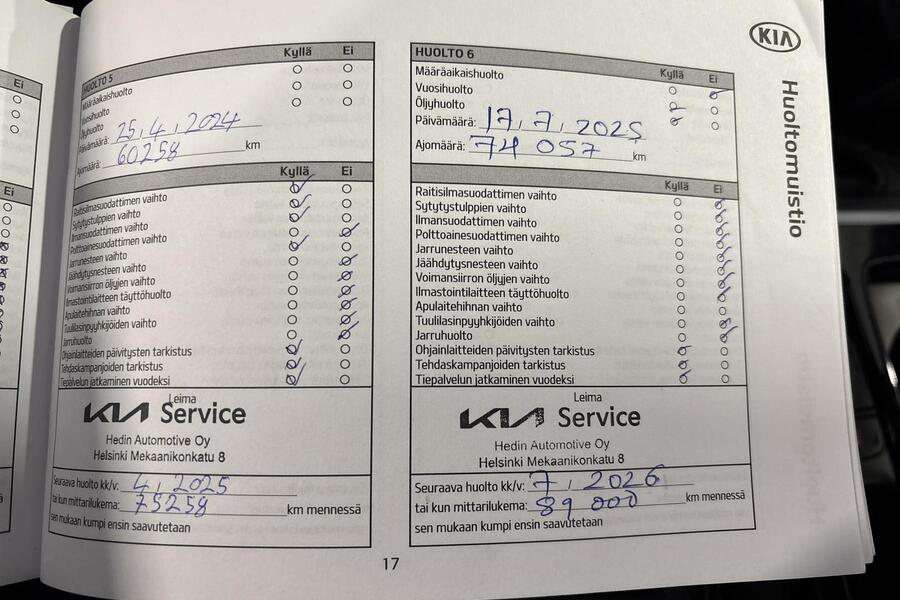 Ei
Ei
HUOLTO 5 Kyllä Ei
Määräaikaishuolto
Vuosihuolto
Öljyhuolto
Päivämäärä: 25,4, 2024
Ajomäärä: 60258 km
Kyllä Ei
Raitisilmasuodattimen vaihto
Sytytystulppien vaihto
Ilmansuodattimen vaihto
Polttoainesuodattimen vaihto
Jarrunesteen vaihto
Jäähdytysnesteen vaihto
Voimansiirron öljyjen vaihto
Ilmastointilaitteen täyttöhuolto
Apulaitehihnan vaihto
Tuulilasinpyyhkijöiden vaihto
Jarruhuolto
Ohjainlaitteiden päivitysten tarkistus
Tehdaskampanjoiden tarkistus
Tiepalvelun jatkaminen vuodeksi
Leima
KIA Service
Hedin Automotive Oy
Helsinki Mekaanikonkatu 8
Seuraava huolto kk/v: 4, 2025
tai kun mittarilukema: 75258 km mennessä
sen mukaan kumpi ensin saavutetaan
HUOLTO 6 Kyllä Ei
Määräaikaishuolto
Vuosihuolto
Öljyhuolto
Päivämäärä: 17, 7, 2025
Ajomäärä: 74 057 km
Kyllä Ei
Raitisilmasuodattimen vaihto
Sytytystulppien vaihto
Ilmansuodattimen vaihto
Polttoainesuodattimen vaihto
Jarrunesteen vaihto
Jäähdytysnesteen vaihto
Voimansiirron öljyjen vaihto
Ilmastointilaitteen täyttöhuolto
Apulaitehihnan vaihto
Tuulilasinpyyhkijöiden vaihto
Jarruhuolto
Ohjainlaitteiden päivitysten tarkistus
Tehdaskampanjoiden tarkistus
Tiepalvelun jatkaminen vuodeksi
Leima
KIA Service
Hedin Automotive Oy
Helsinki Mekaanikonkatu 8
Seuraava huolto kk/v: 7, 2026
tai kun mittarilukema: 89 000 km mennessä
sen mukaan kumpi ensin saavutetaan
KIA
Huoltomuistio
17